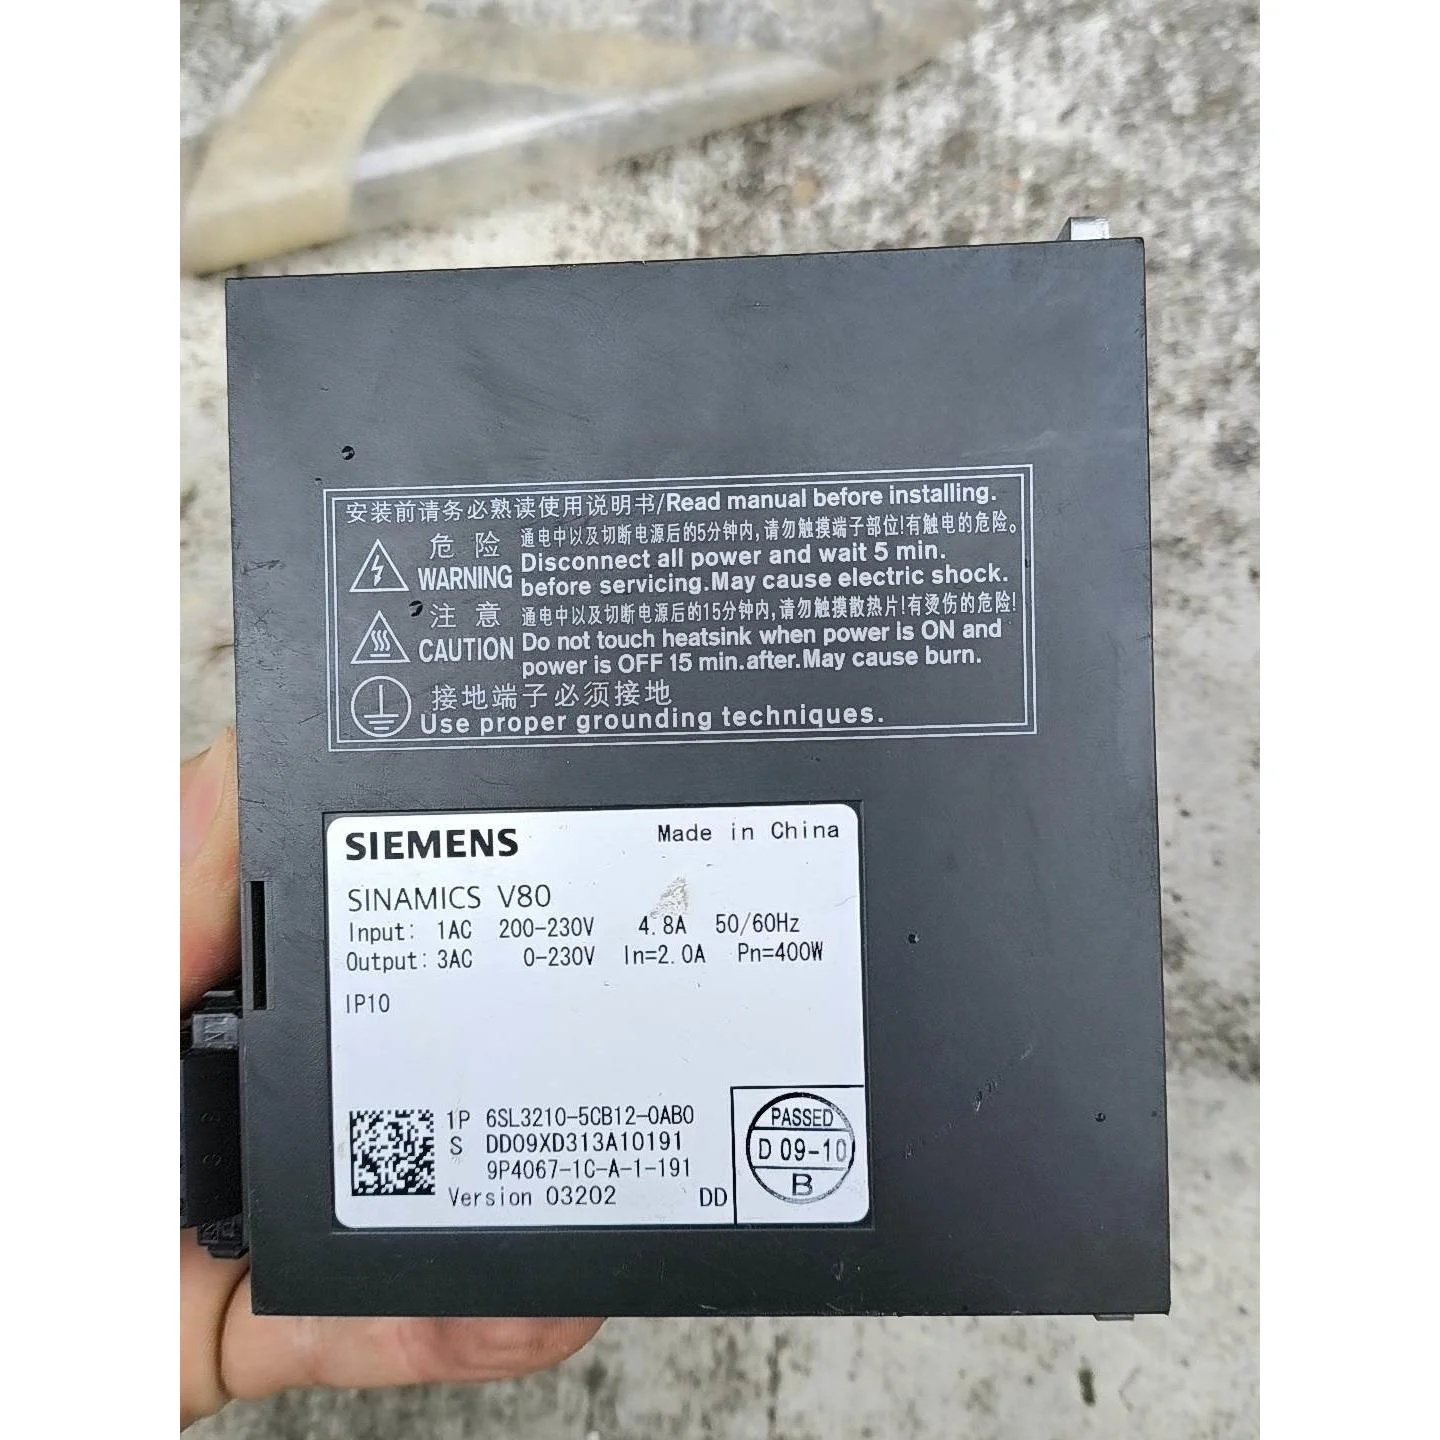 安装前请务必熟读使用说明书/Read manual before installing.
危 险 通电中以及切断电源后的5分钟内,请勿触摸端子部位!有触电的危险。
WARNING Disconnect all power and wait 5 min.
before servicing.May cause electric shock.
注 意 通电中以及切断电源后的15分钟内,请勿触摸散热片!有烫伤的危险!
CAUTION Do not touch heatsink when power is ON and
power is OFF 15 min.after.May cause burn.
接地端子必须接地
Use proper grounding techniques.
SIEMENS Made in China
SINAMICS V80
Input: 1AC 200-230V 4.8A 50/60Hz
Output: 3AC 0-230V In=2.0A Pn=400W
IP10
1P 6SL3210-5CB12-0AB0
S DD09XD313A10191
9P4067-1C-A-1-191
Version 03202 DD
PASSED
D 09-10
B